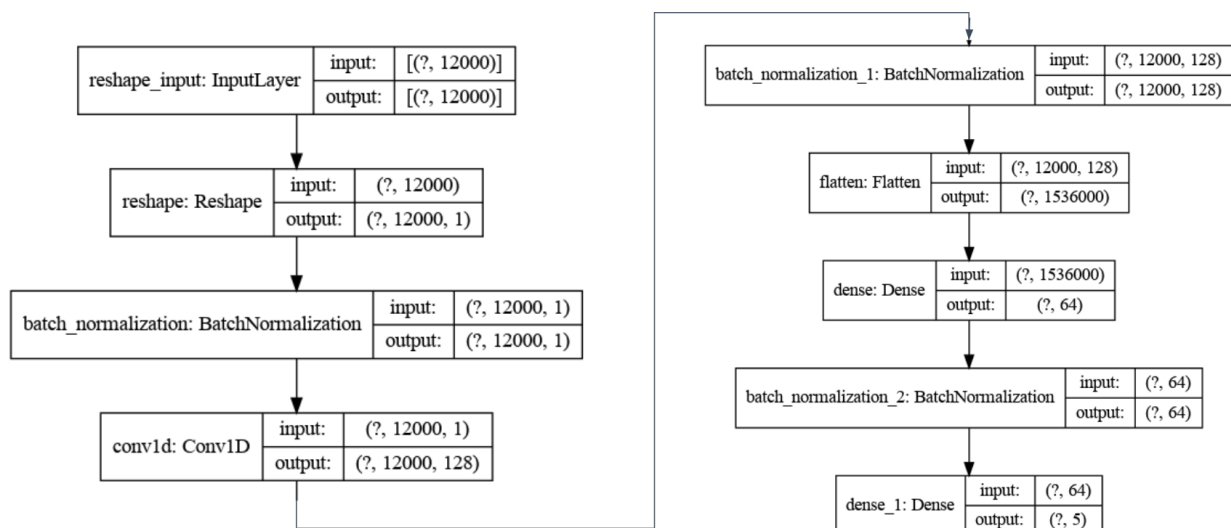 reshape_input: InputLayer
input: [(?, 12000)]
output: [(?, 12000)]
reshape: Reshape
input: (?, 12000)
output: (?, 12000, 1)
batch_normalization: BatchNormalization
input: (?, 12000, 1)
output: (?, 12000, 1)
conv1d: Conv1D
input: (?, 12000, 1)
output: (?, 12000, 128)
batch_normalization_1: BatchNormalization
input: (?, 12000, 128)
output: (?, 12000, 128)
flatten: Flatten
input: (?, 12000, 128)
output: (?, 1536000)
dense: Dense
input: (?, 1536000)
output: (?, 64)
batch_normalization_2: BatchNormalization
input: (?, 64)
output: (?, 64)
dense_1: Dense
input: (?, 64)
output: (?, 5)